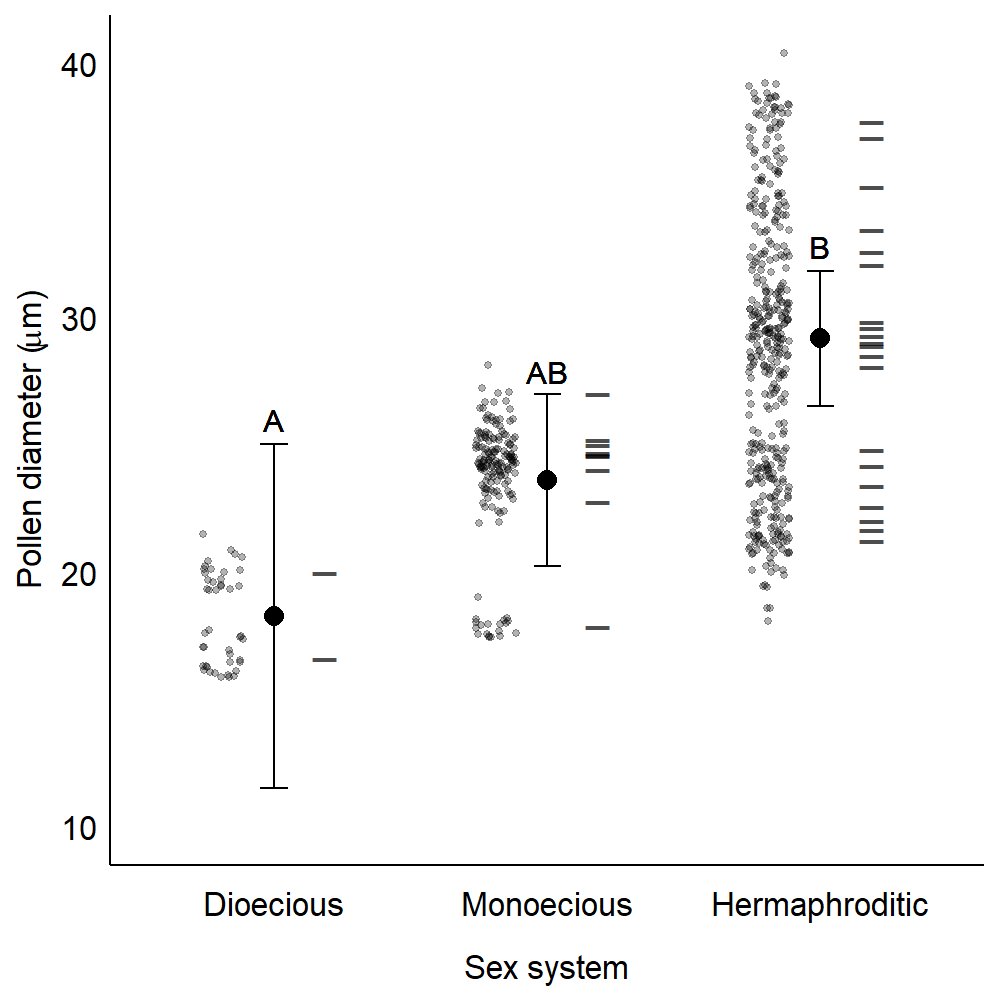 Pollen diameter (μm)
40
30
20
10
A
AB
B
Dioecious
Monoecious
Hermaphroditic
Sex system